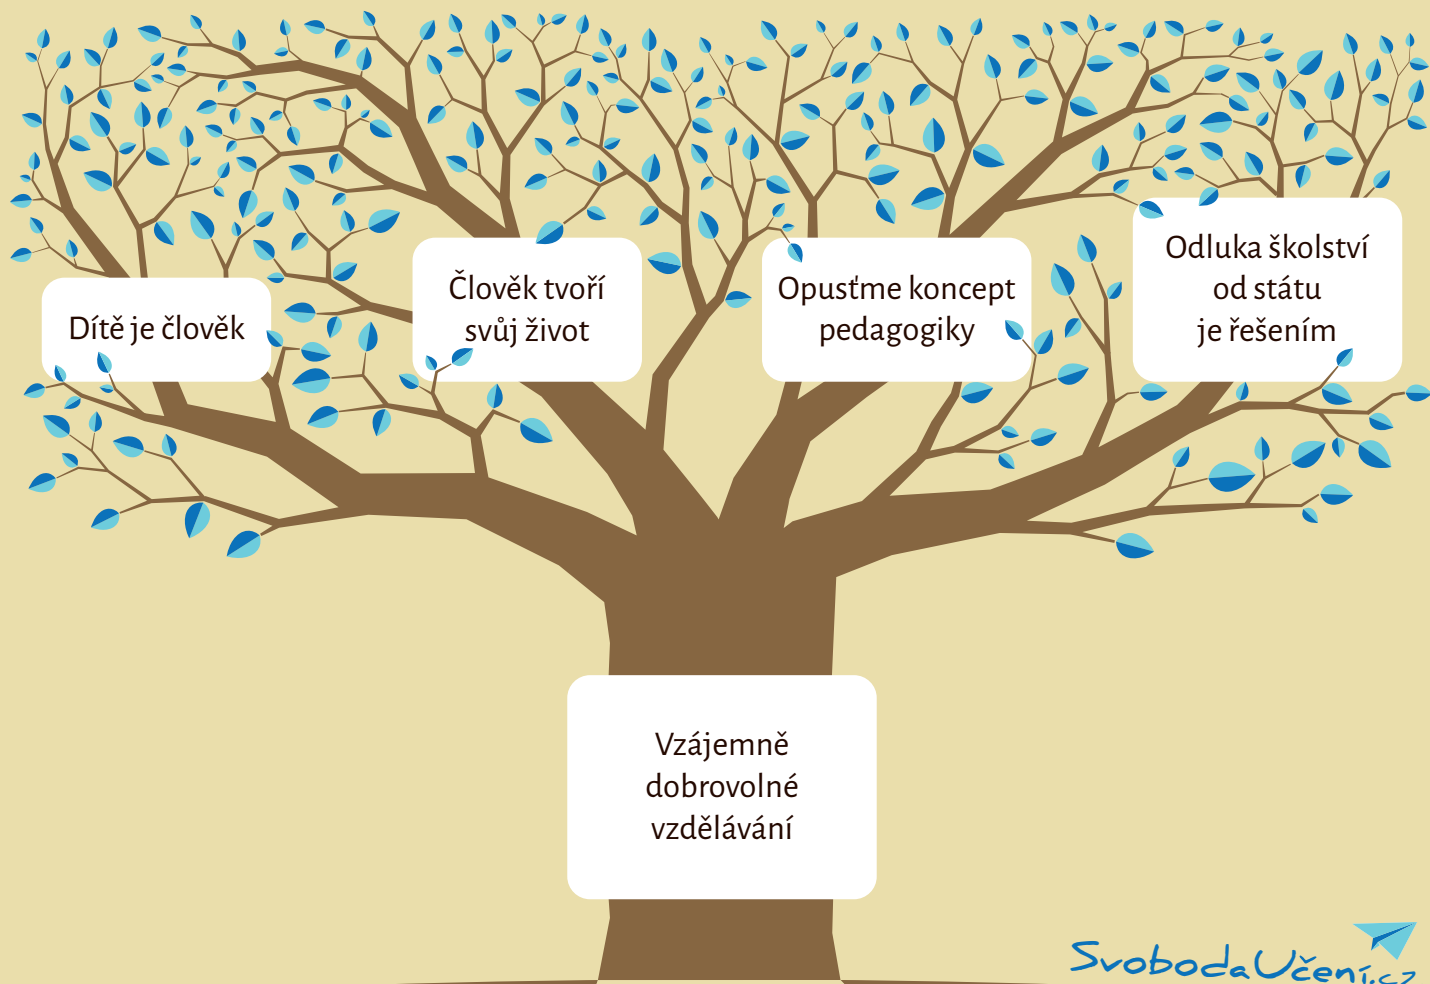 Dítě je člověk
Člověk tvoří
svůj život
Opusťme koncept
pedagogiky
Odluka školství
od státu
je řešením
Vzájemně
dobrovolné
vzdělávání
SvobodaUčení.cz